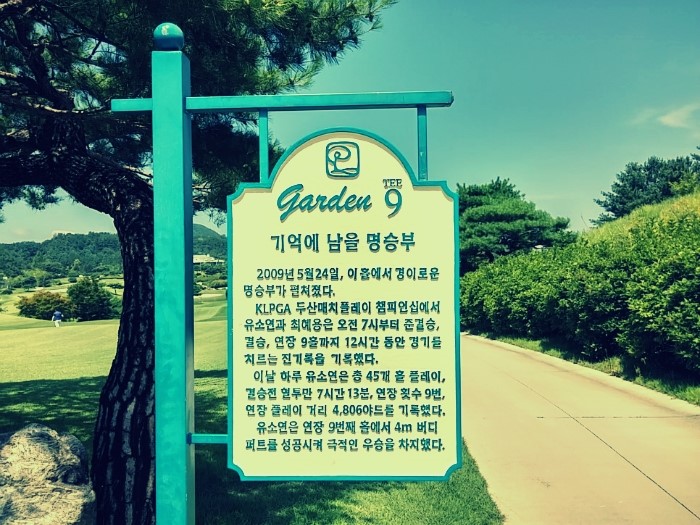 Garden TEE 9
기억에 남을 명승부
2009년 5월24일, 이홀에서 경이로운
명승부가 펼쳐졌다.
KLPGA 두산매치플레이 챔피언십에서
유소연과 최혜용은 오전 7시부터 준결승,
결승, 연장 9홀까지 12시간 동안 경기를
치르는 진기록을 기록했다.
이날 하루 유소연은 총 45개 홀 플레이,
결승전 열두만 7시간 13분, 연장 횟수 9번,
연장 플레이 거리 4,806야드를 기록했다.
유소연은 연장 9번째 홀에서 4m 버디
퍼트를 성공시켜 극적인 우승을 차지했다.